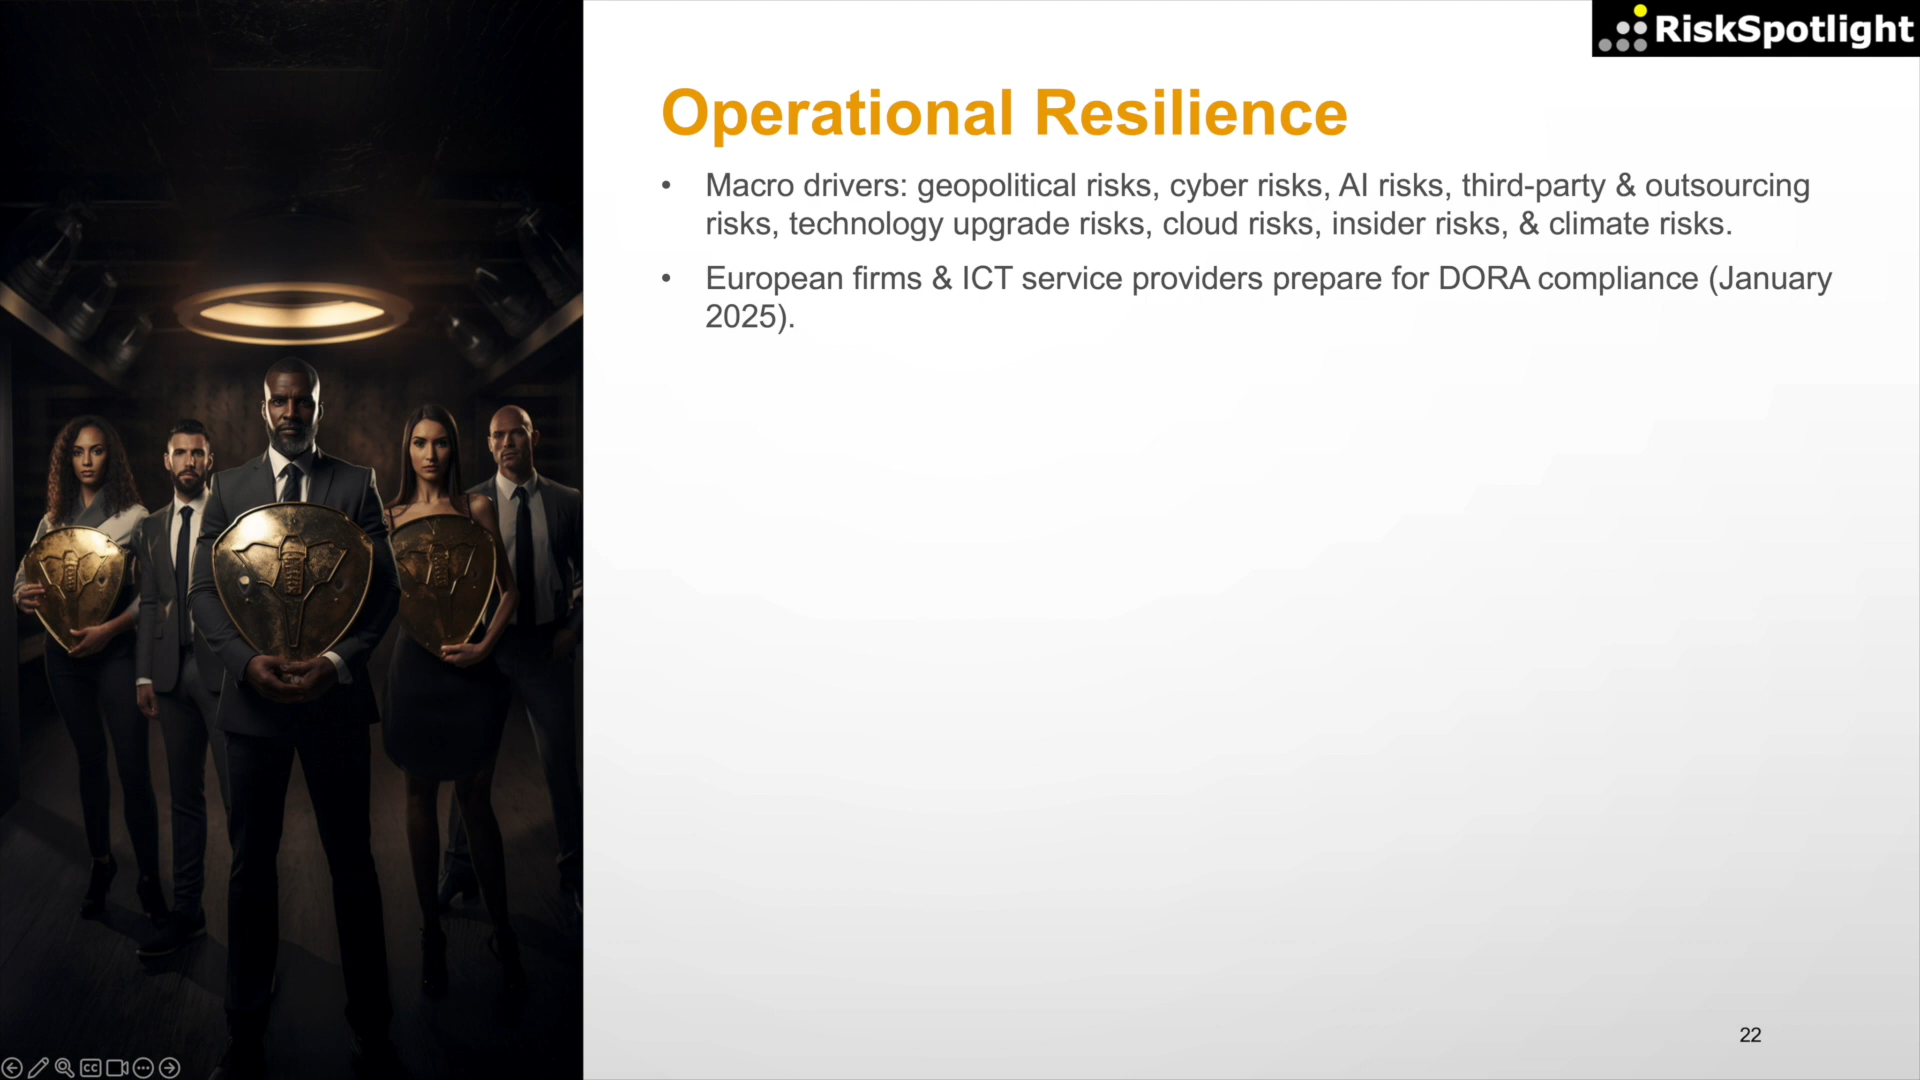 RiskSpotlight
Operational Resilience
• Macro drivers: geopolitical risks, cyber risks, AI risks, third-party & outsourcing
risks, technology upgrade risks, cloud risks, insider risks, & climate risks.
• European firms & ICT service providers prepare for DORA compliance (January
2025).
22
CC